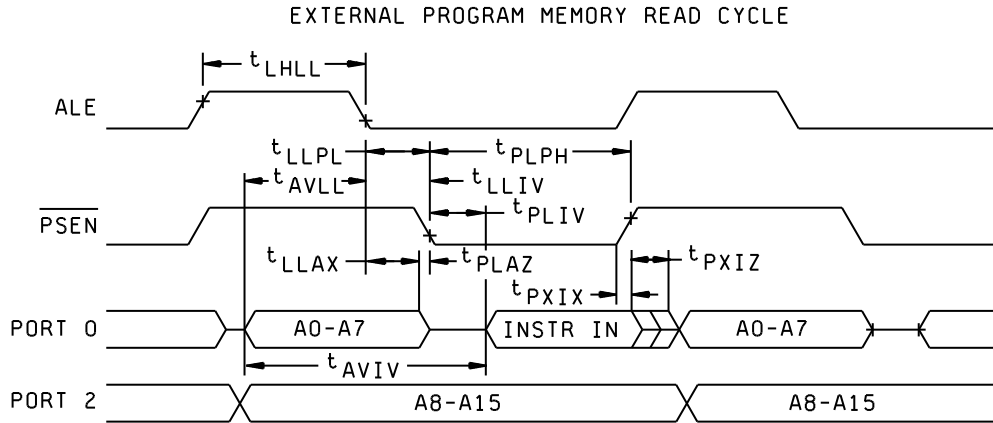 EXTERNAL PROGRAM MEMORY READ CYCLE
tLHLL
ALE
tLLPL tPLPH
tAVLL tLLIV
PSEN tPLIV
tLLAX tPLAZ tPXIZ
tPXIX
PORT 0 A0-A7 INSTR IN A0-A7
tAVIV
PORT 2 A8-A15 A8-A15